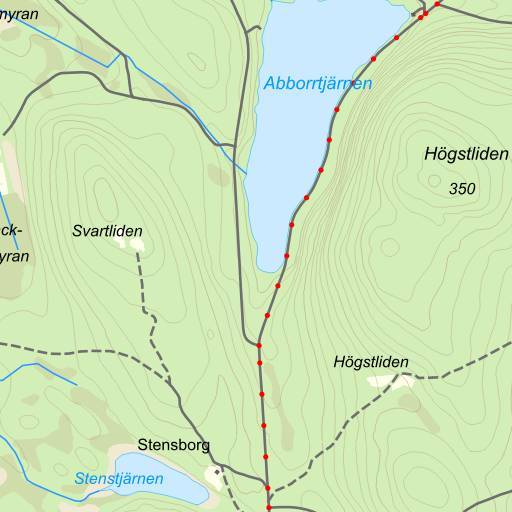 myran
Abborrtjärnen
Högstliden
350
Svartliden
ck-
yran
Högstliden
Stensborg
Stenstjärnen